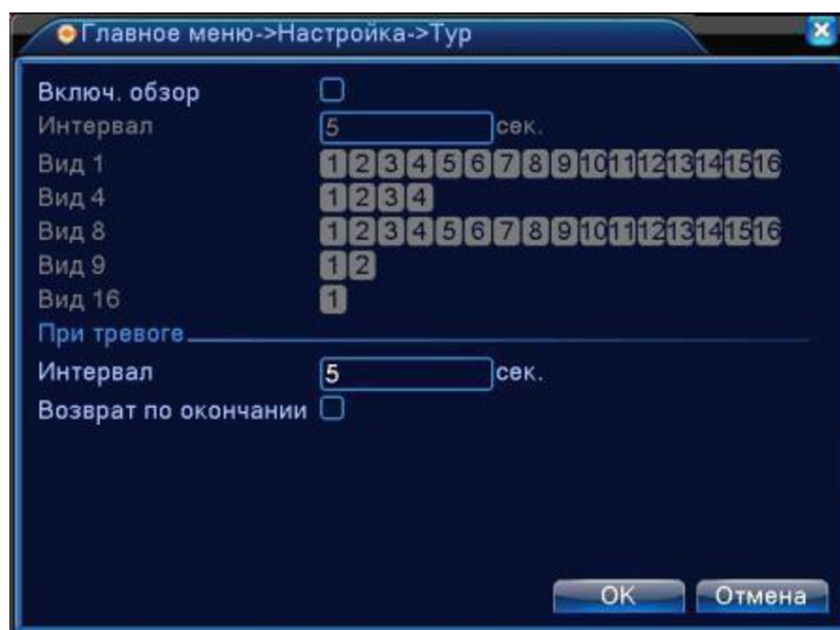 Главное меню->Настройка->Тур
Включ. обзор
Интервал 5 сек.
Вид 1 1 2 3 4 5 6 7 8 9 10 11 12 13 14 15 16
Вид 4 1 2 3 4
Вид 8 1 2 3 4 5 6 7 8 9 10 11 12 13 14 15 16
Вид 9 1 2
Вид 16 1
При тревоге
Интервал 5 сек.
Возврат по окончании
OK Отмена